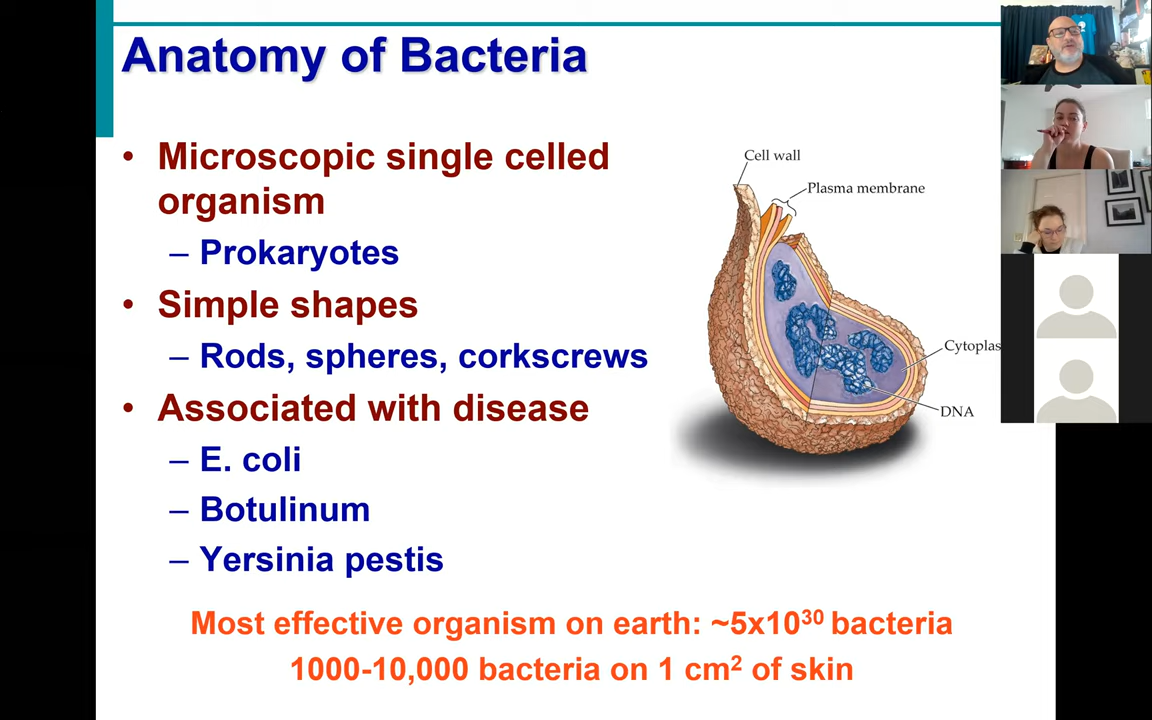 Anatomy of Bacteria
• Microscopic single celled
organism
– Prokaryotes
• Simple shapes
– Rods, spheres, corkscrews
• Associated with disease
– E. coli
– Botulinum
– Yersinia pestis
Cell wall
Plasma membrane
Cytoplas
DNA
Most effective organism on earth: ~5x10³⁰ bacteria
1000-10,000 bacteria on 1 cm² of skin